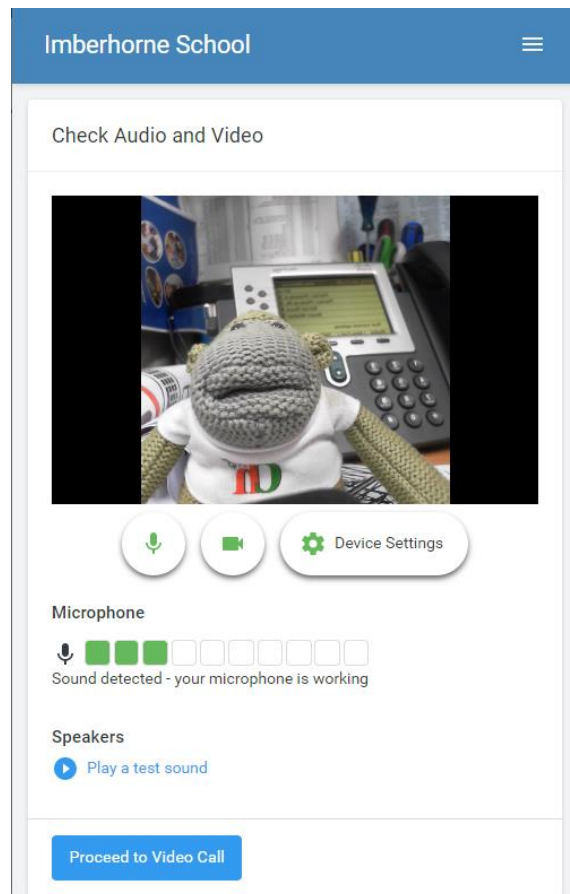 Imberhorne School
Check Audio and Video
Device Settings
Microphone
Sound detected - your microphone is working
Speakers
Play a test sound
Proceed to Video Call